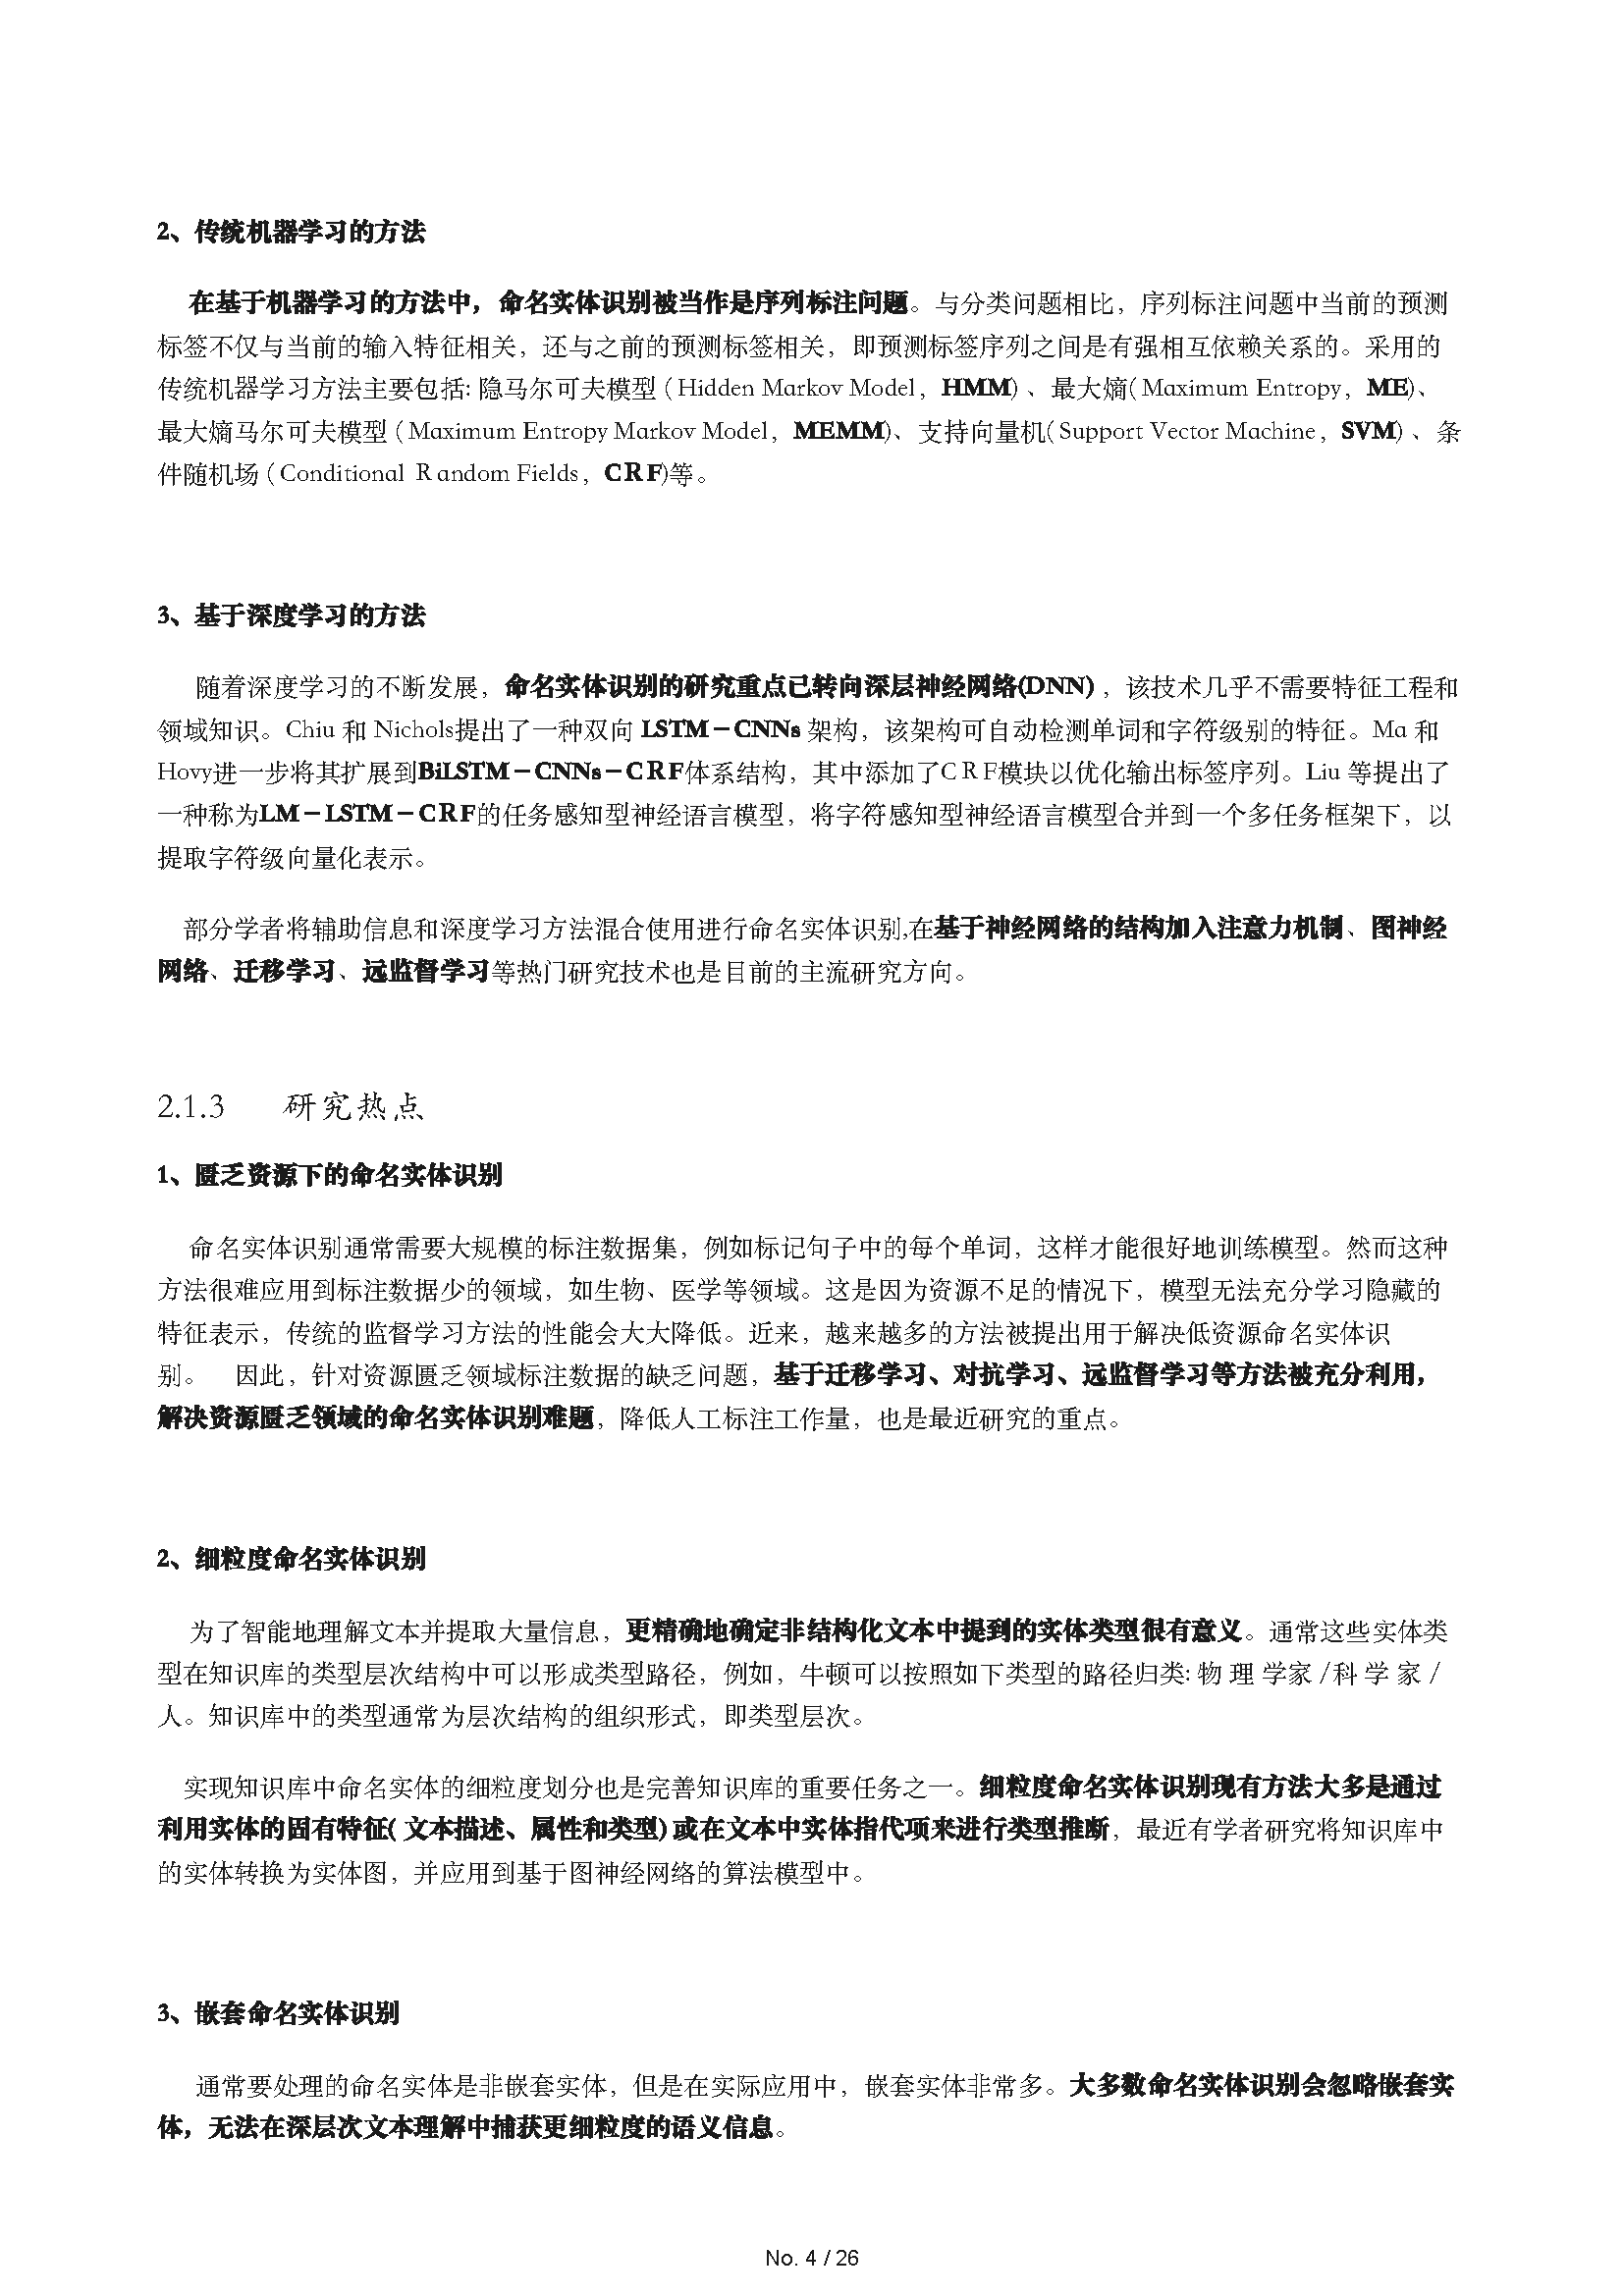 2、传统机器学习的方法
在基于机器学习的方法中，命名实体识别被当作是序列标注问题。与分类问题相比，序列标注问题中当前的预测
标签不仅与当前的输入特征相关，还与之前的预测标签相关，即预测标签序列之间是有强相互依赖关系的。采用的
传统机器学习方法主要包括: 隐马尔可夫模型 ( Hidden Markov Model，HMM) 、最大熵( Maximum Entropy，ME)、
最大熵马尔可夫模型 ( Maximum Entropy Markov Model，MEMM)、支持向量机( Support Vector Machine，SVM) 、条
件随机场 ( Conditional Ｒandom Fields，CＲF)等。
3、基于深度学习的方法
随着深度学习的不断发展，命名实体识别的研究重点已转向深层神经网络(DNN) ，该技术几乎不需要特征工程和
领域知识。Chiu 和 Nichols提出了一种双向 LSTM－CNNs 架构，该架构可自动检测单词和字符级别的特征。Ma 和
Hovy进一步将其扩展到BiLSTM－CNNs－CＲF体系结构，其中添加了CＲF模块以优化输出标签序列。Liu 等提出了
一种称为LM－LSTM－CＲF的任务感知型神经语言模型，将字符感知型神经语言模型合并到一个多任务框架下，以
提取字符级向量化表示。
部分学者将辅助信息和深度学习方法混合使用进行命名实体识别,在基于神经网络的结构加入注意力机制、图神经
网络、迁移学习、远监督学习等热门研究技术也是目前的主流研究方向。
2.1.3 研究热点
1、匮乏资源下的命名实体识别
命名实体识别通常需要大规模的标注数据集，例如标记句子中的每个单词，这样才能很好地训练模型。然而这种
方法很难应用到标注数据少的领域，如生物、医学等领域。这是因为资源不足的情况下，模型无法充分学习隐藏的
特征表示，传统的监督学习方法的性能会大大降低。近来，越来越多的方法被提出用于解决低资源命名实体识
别。 因此，针对资源匮乏领域标注数据的缺乏问题，基于迁移学习、对抗学习、远监督学习等方法被充分利用，
解决资源匮乏领域的命名实体识别难题，降低人工标注工作量，也是最近研究的重点。
2、细粒度命名实体识别
为了智能地理解文本并提取大量信息，更精确地确定非结构化文本中提到的实体类型很有意义。通常这些实体类
型在知识库的类型层次结构中可以形成类型路径，例如，牛顿可以按照如下类型的路径归类: 物 理 学家 /科 学 家 /
人。知识库中的类型通常为层次结构的组织形式，即类型层次。
实现知识库中命名实体的细粒度划分也是完善知识库的重要任务之一。细粒度命名实体识别现有方法大多是通过
利用实体的固有特征( 文本描述、属性和类型) 或在文本中实体指代项来进行类型推断，最近有学者研究将知识库中
的实体转换为实体图，并应用到基于图神经网络的算法模型中。
3、嵌套命名实体识别
通常要处理的命名实体是非嵌套实体，但是在实际应用中，嵌套实体非常多。大多数命名实体识别会忽略嵌套实
体，无法在深层次文本理解中捕获更细粒度的语义信息。
No. 4 / 26